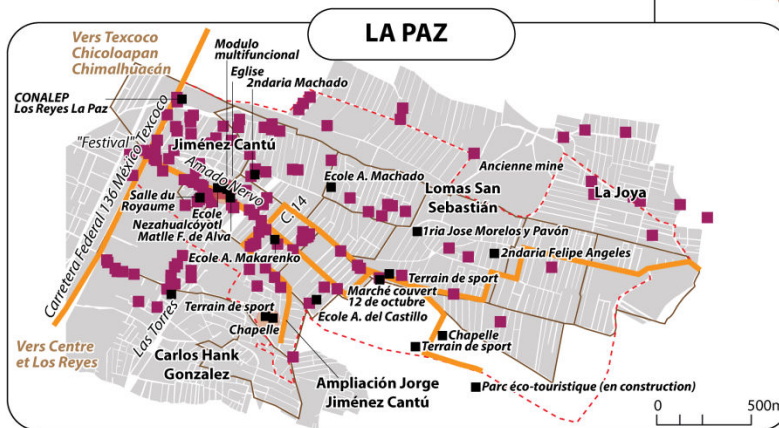 LA PAZ
Vers Texcoco
Chicoloapan
Chimalhuacán
Modulo
multifuncional
Eglise
2ndaria Machado
CONALEP
Los Reyes La Paz
"Festival"
Jiménez Cantú
Carretera Federal 136 México Texcoco
Amado Nervo
Ecole A. Machado
Ancienne mine
Lomas San
Sebastián
La Joya
Salle du
Royaume
Ecole
Nezahualcóyotl
Matlle F. de Alva
C. 14
1ria Jose Morelos y Pavón
2ndaria Felipe Angeles
Ecole A. Makarenko
Terrain de sport
Marché couvert
12 de octubre
Terrain de sport
Ecole A. del Castillo
Chapelle
Las Torres
Chapelle
Terrain de sport
Vers Centre
et Los Reyes
Carlos Hank
Gonzalez
Ampliación Jorge
Jiménez Cantú
Parc éco-touristique (en construction)
0 500m